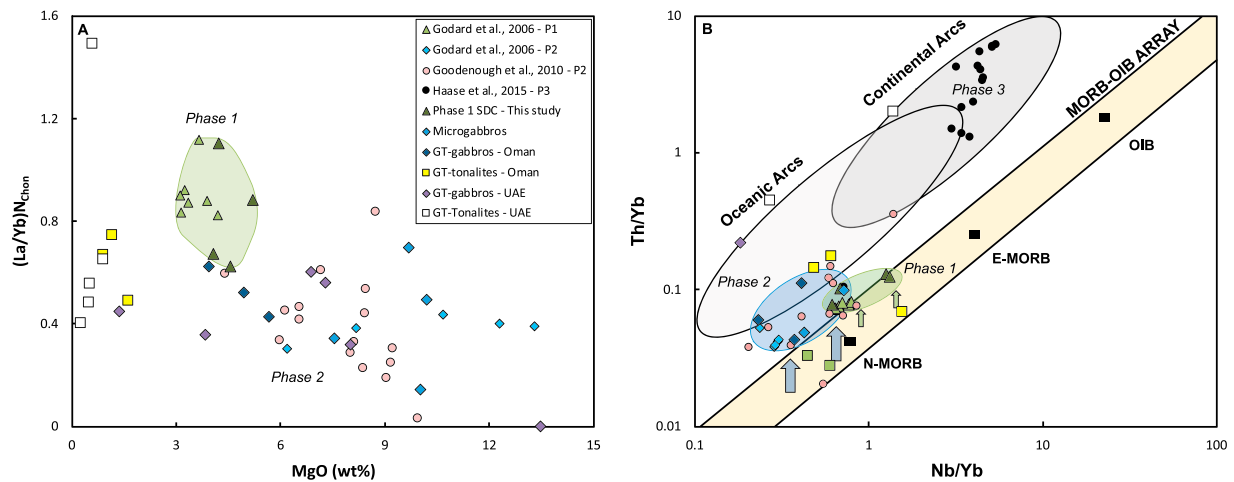 A
1.6
1.2
0.8
0.4
0
(La/Yb)N Chon
0
3
6
9
12
15
MgO (wt%)
Phase 1
Phase 2
Godard et al., 2006 - P1
Godard et al., 2006 - P2
Goodenough et al., 2010 - P2
Haase et al., 2015 - P3
Phase 1 SDC - This study
Microgabbros
GT-gabbros - Oman
GT-tonalites - Oman
GT-gabbros - UAE
GT-Tonalites - UAE
B
10
1
0.1
0.01
Th/Yb
0.1
1
10
100
Nb/Yb
Continental Arcs
Oceanic Arcs
MORB-OIB ARRAY
Phase 3
OIB
E-MORB
Phase 1
Phase 2
N-MORB